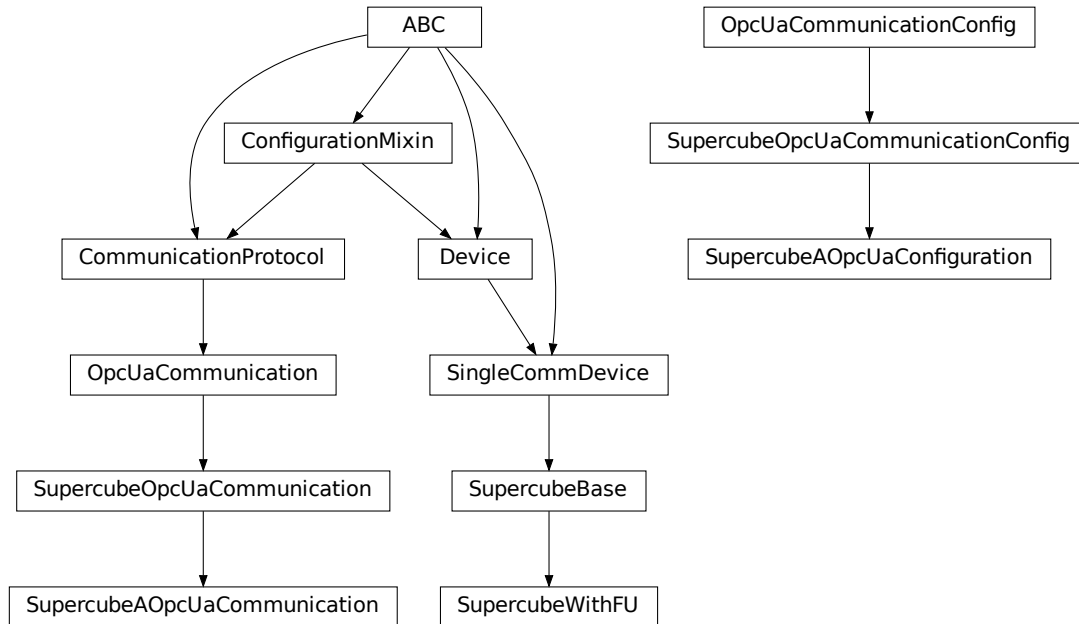 ABC
OpcUaCommunicationConfig
ConfigurationMixin
SupercubeOpcUaCommunicationConfig
CommunicationProtocol
Device
SupercubeAOpcUaConfiguration
OpcUaCommunication
SingleCommDevice
SupercubeOpcUaCommunication
SupercubeBase
SupercubeAOpcUaCommunication
SupercubeWithFU